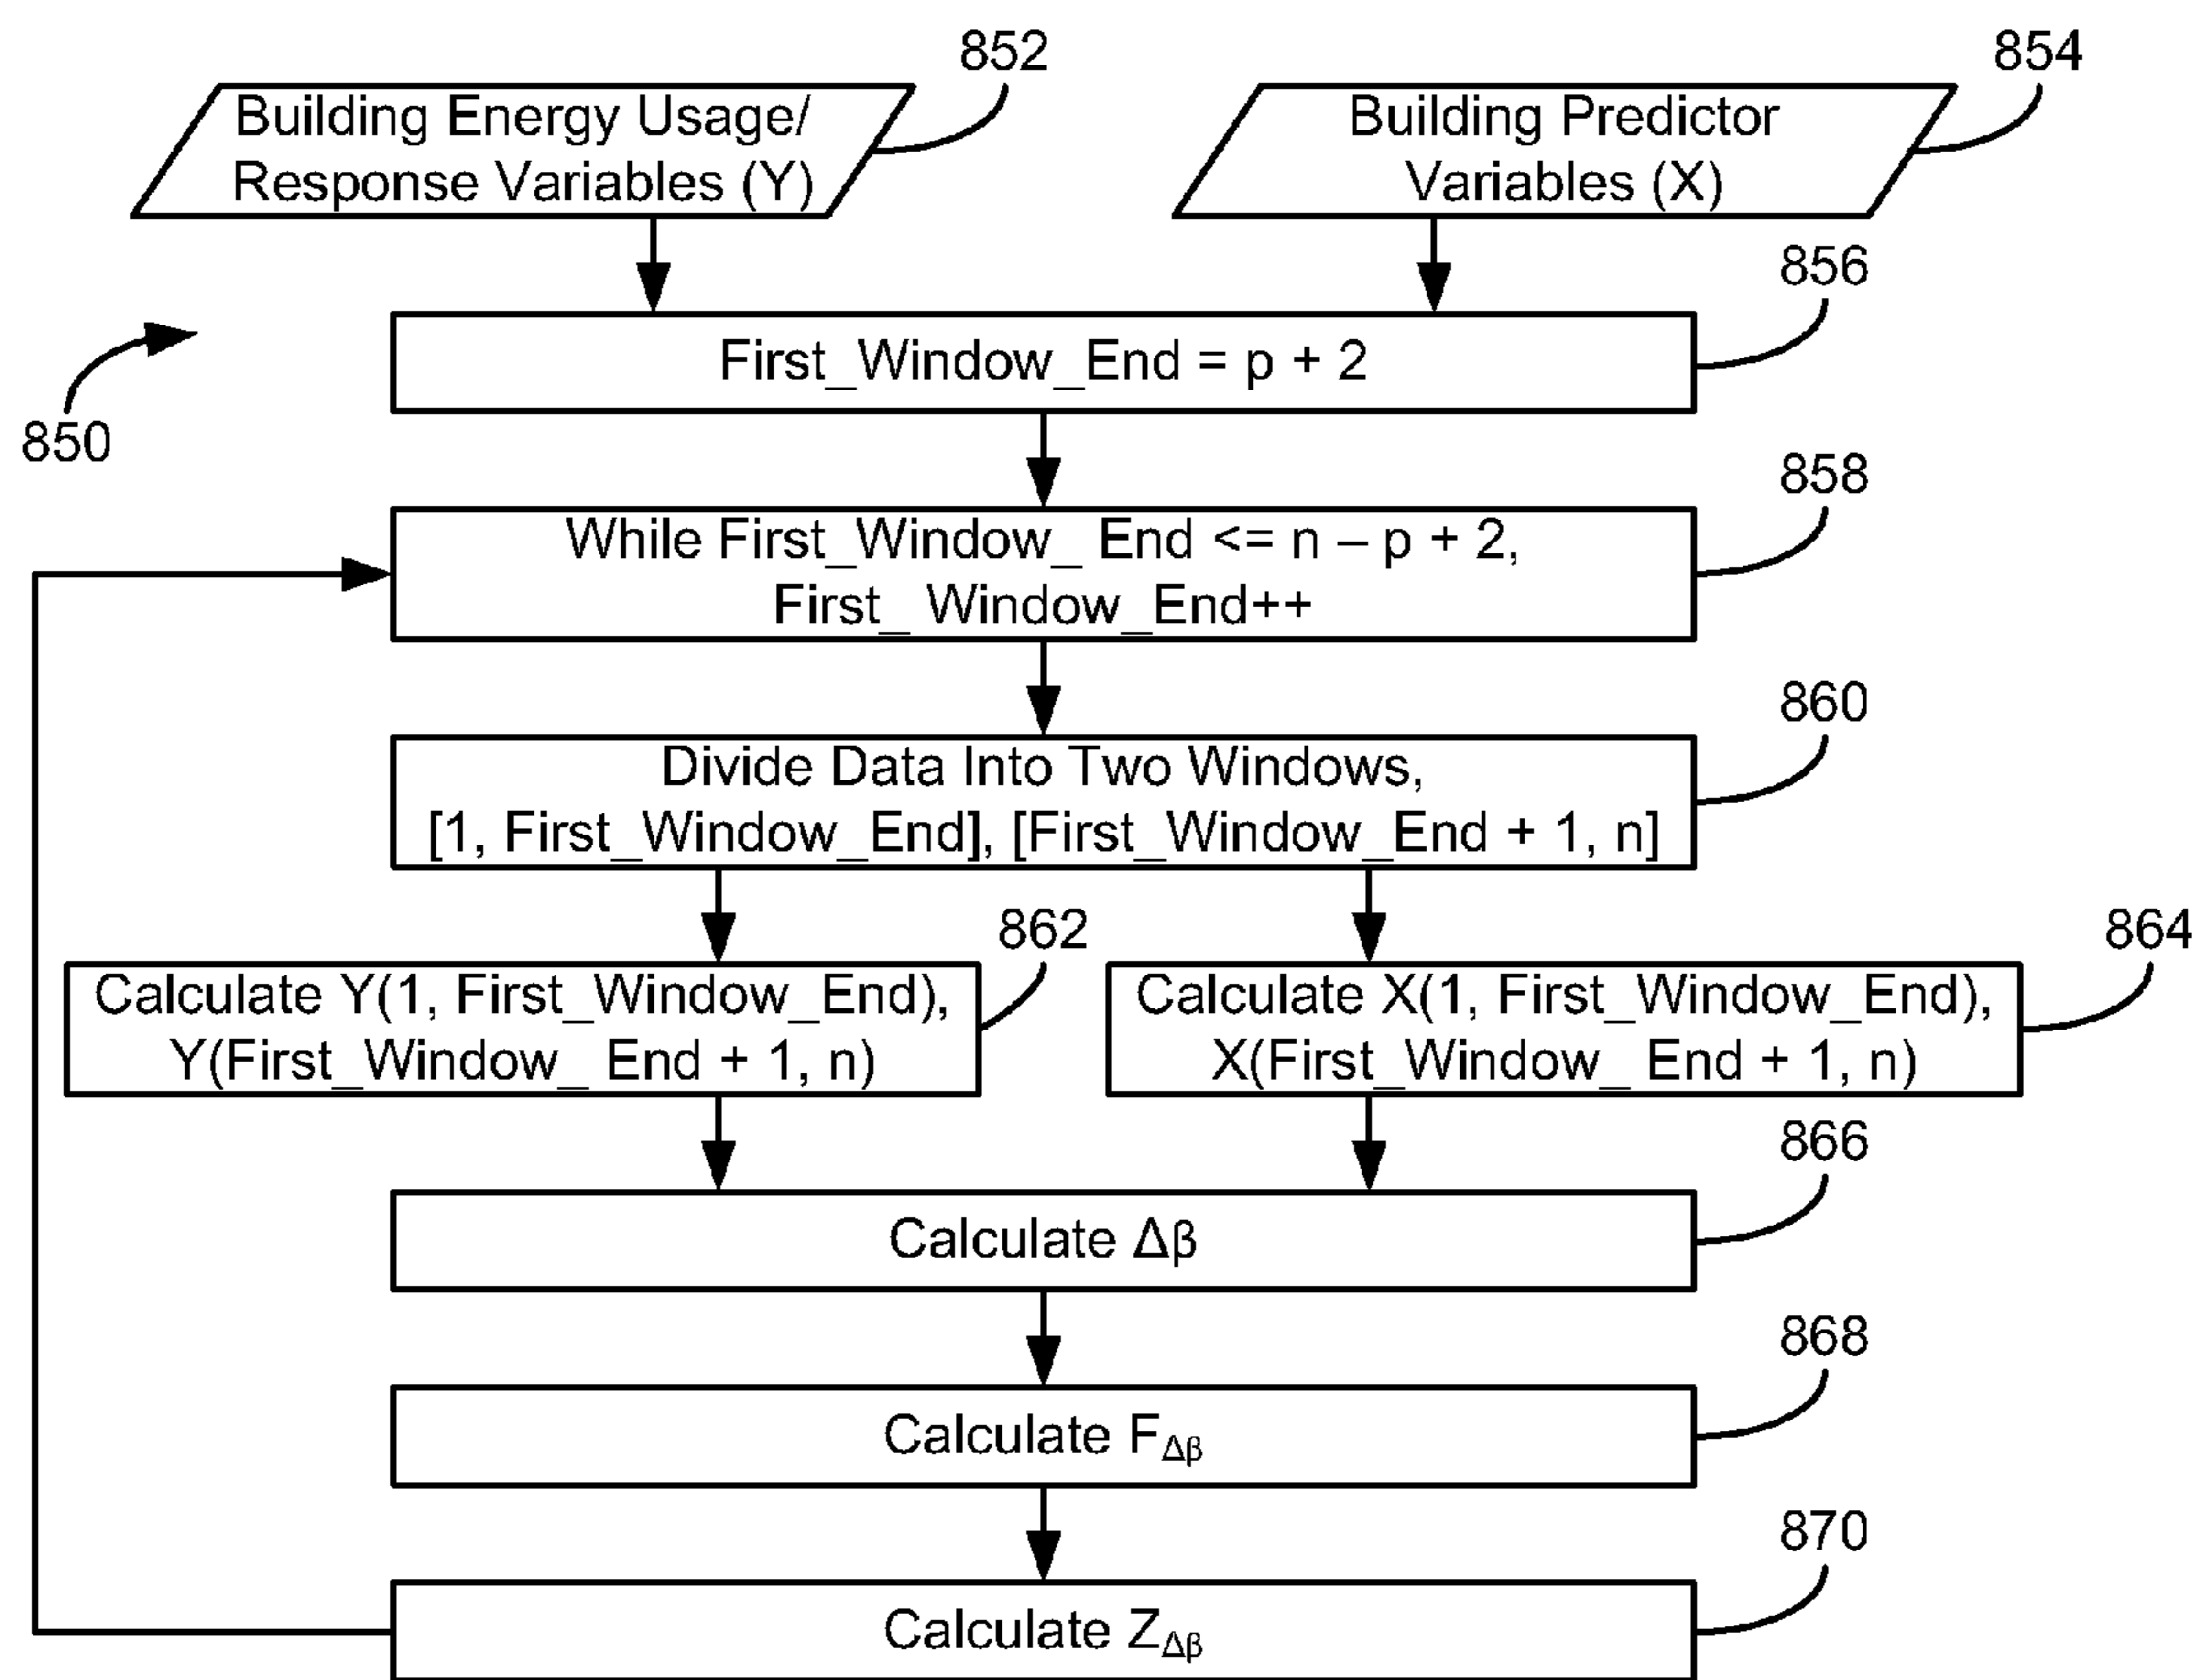 852
854
Building Energy Usage/
Response Variables (Y)
Building Predictor
Variables (X)
856
First_Window_End = p + 2
850
858
While First_Window_ End <= n – p + 2,
First_ Window_End++
860
Divide Data Into Two Windows,
[1, First_Window_End], [First_Window_End + 1, n]
862
864
Calculate Y(1, First_Window_End),
Y(First_Window_ End + 1, n)
Calculate X(1, First_Window_End),
X(First_Window_ End + 1, n)
866
Calculate Δβ
868
Calculate F_Δβ
870
Calculate Z_Δβ